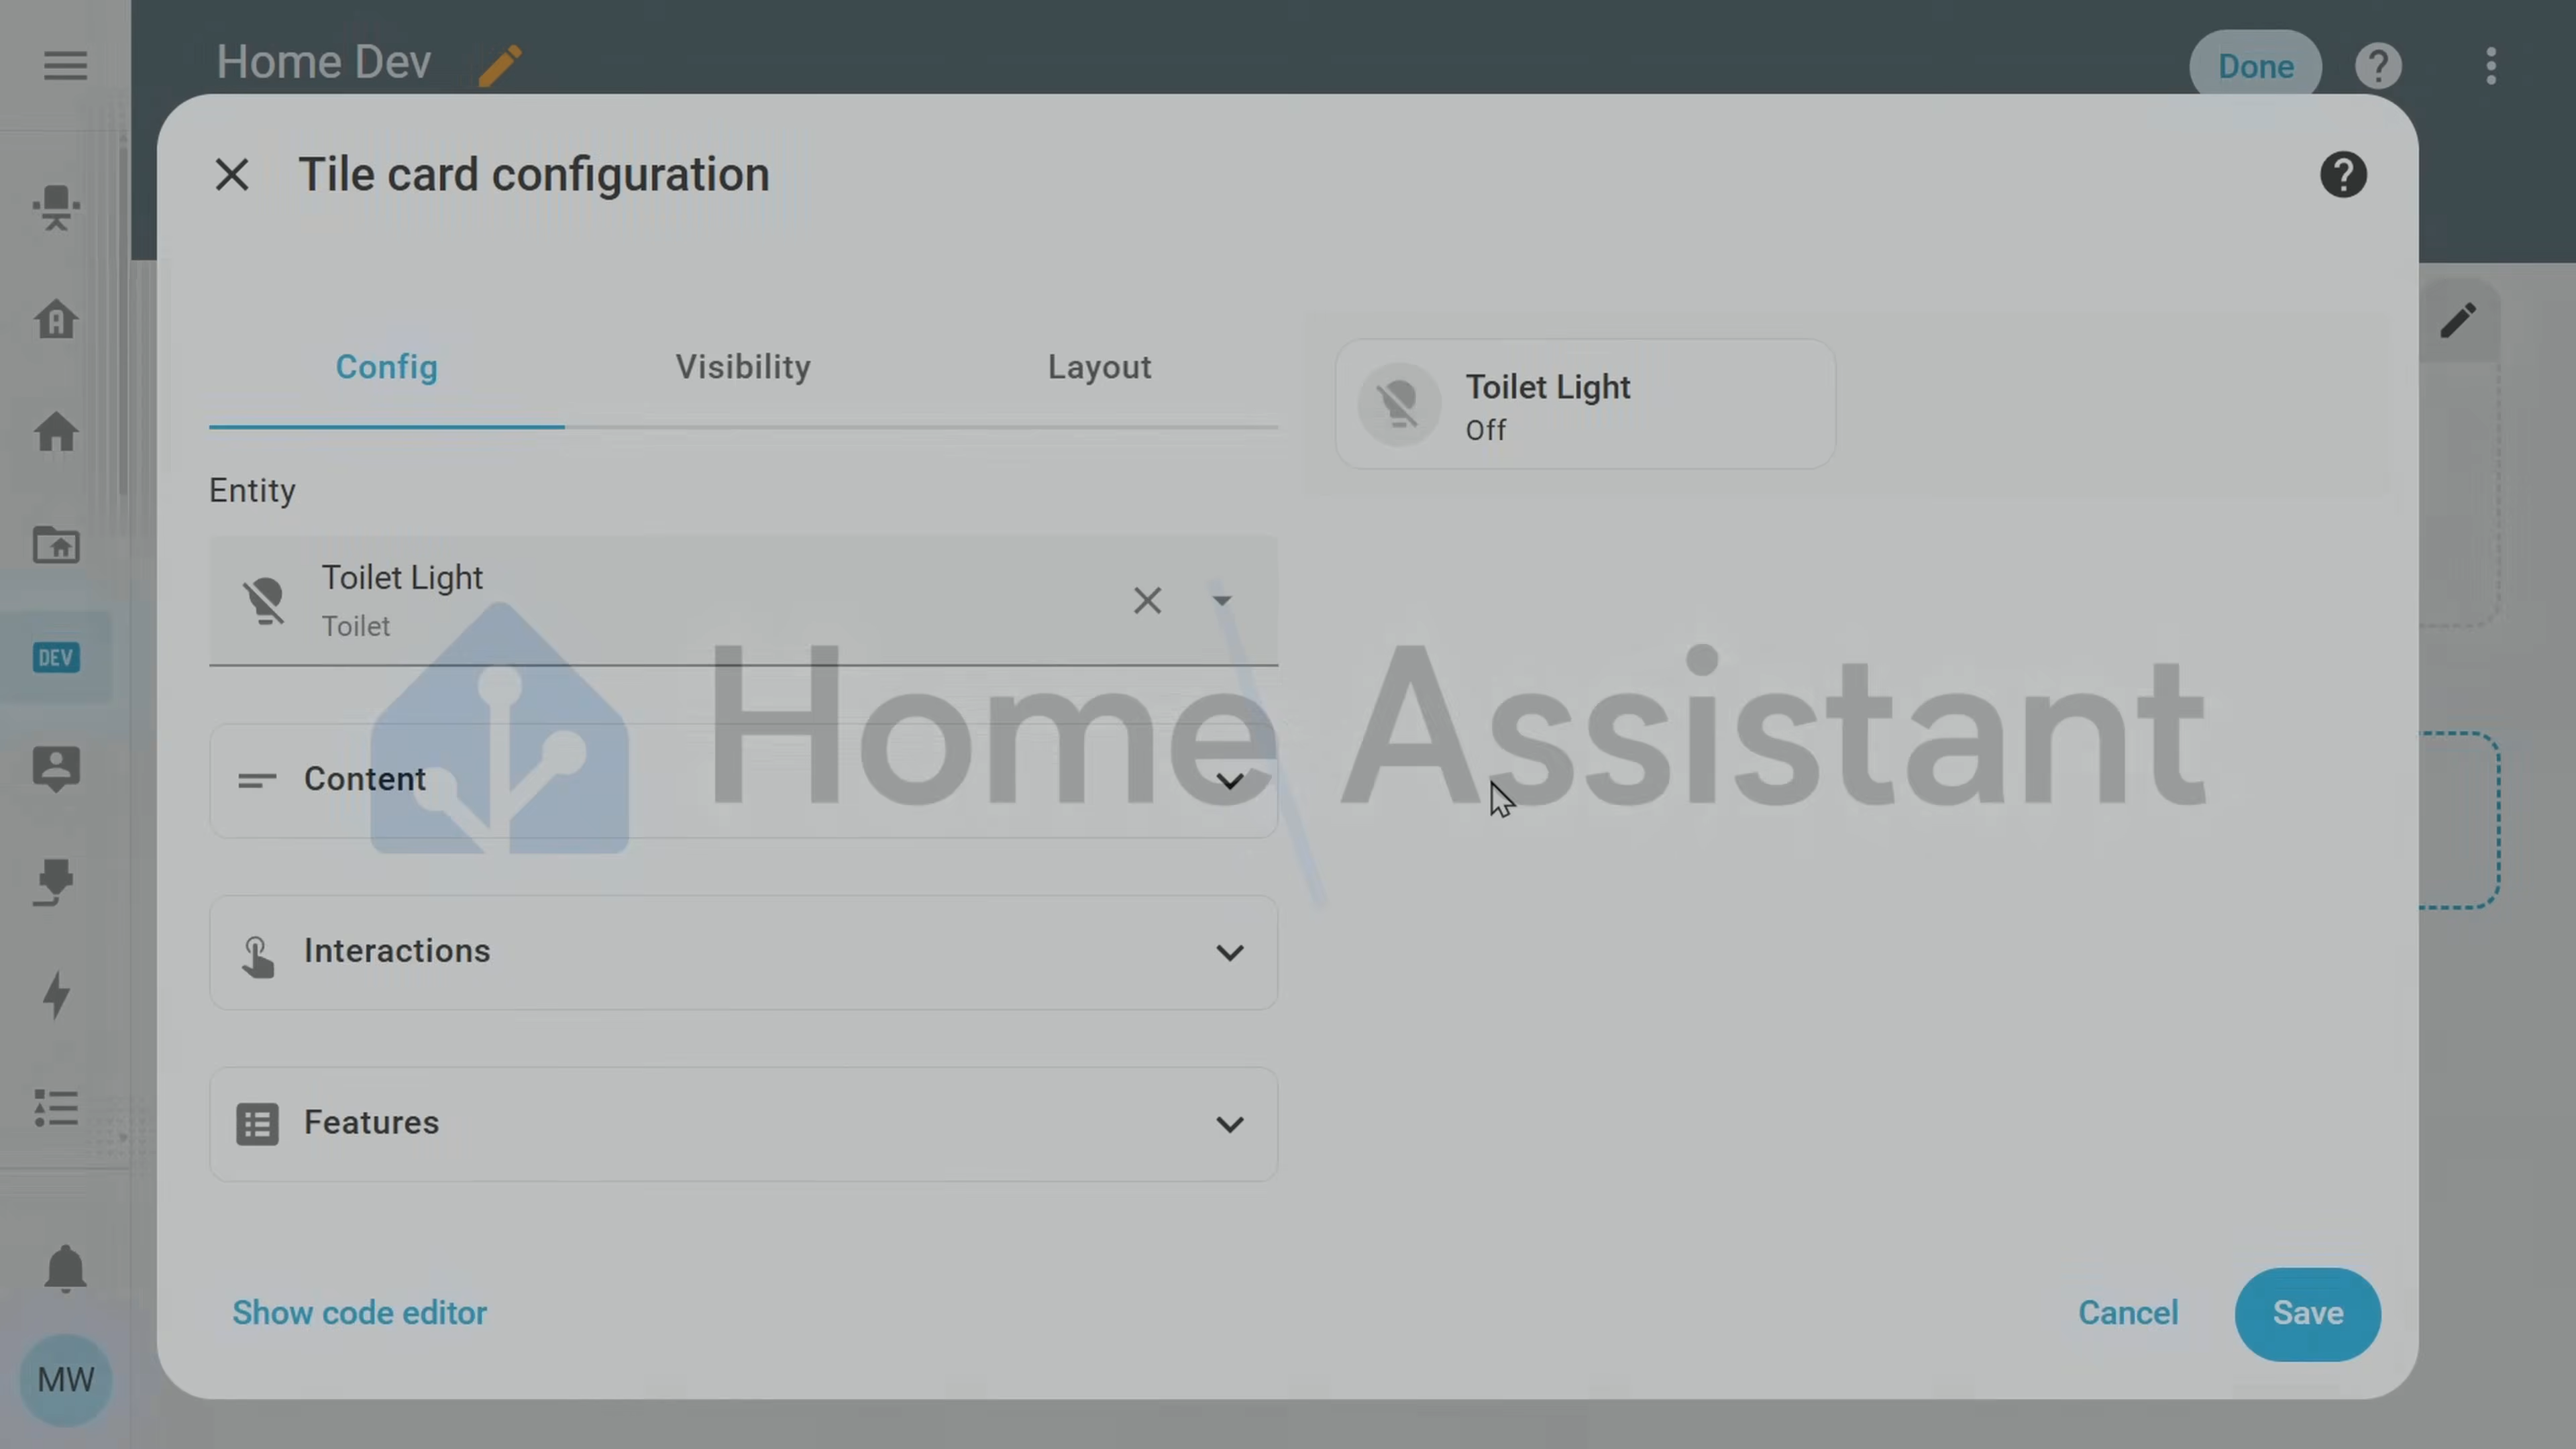 Home Dev
Done
Tile card configuration
Config
Visibility
Layout
Toilet Light
Off
Entity
Toilet Light
Toilet
DEV
Home Assistant
Content
Interactions
Features
Show code editor
Cancel
Save
MW